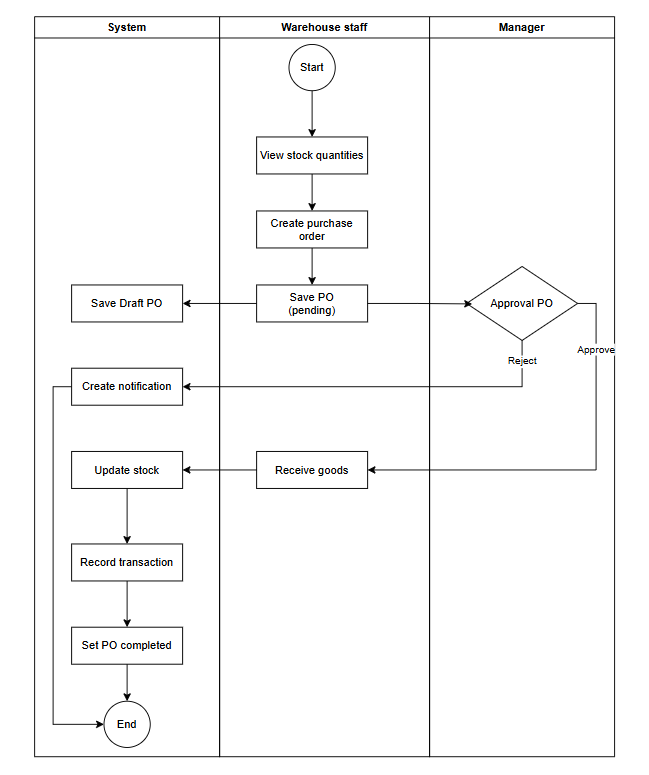 System
Warehouse staff
Manager
Start
View stock quantities
Create purchase
order
Save Draft PO
Save PO
(pending)
Approval PO
Reject
Approve
Create notification
Update stock
Receive goods
Record transaction
Set PO completed
End